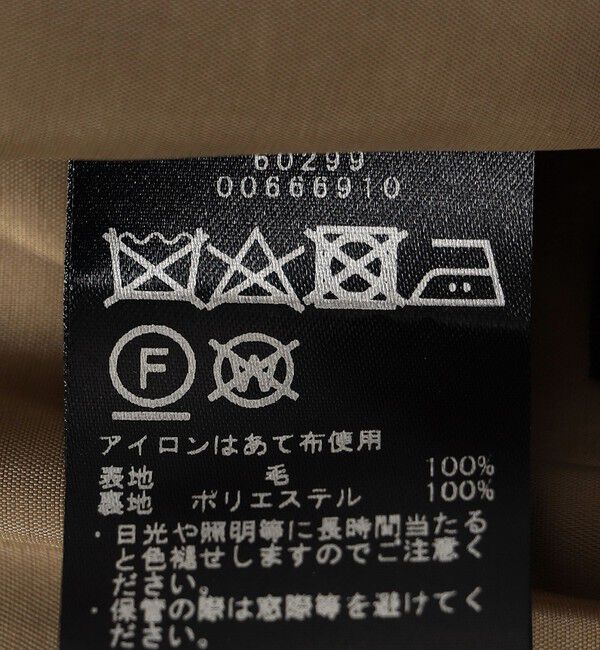 60299
00666910
F
W
アイロンはあて布使用
表地 毛 100%
裏地 ポリエステル 100%
・日光や照明等に長時間当たる
と色褪せしますのでご注意く
ださい。
・保管の際は窓際等を避けてく
ださい。